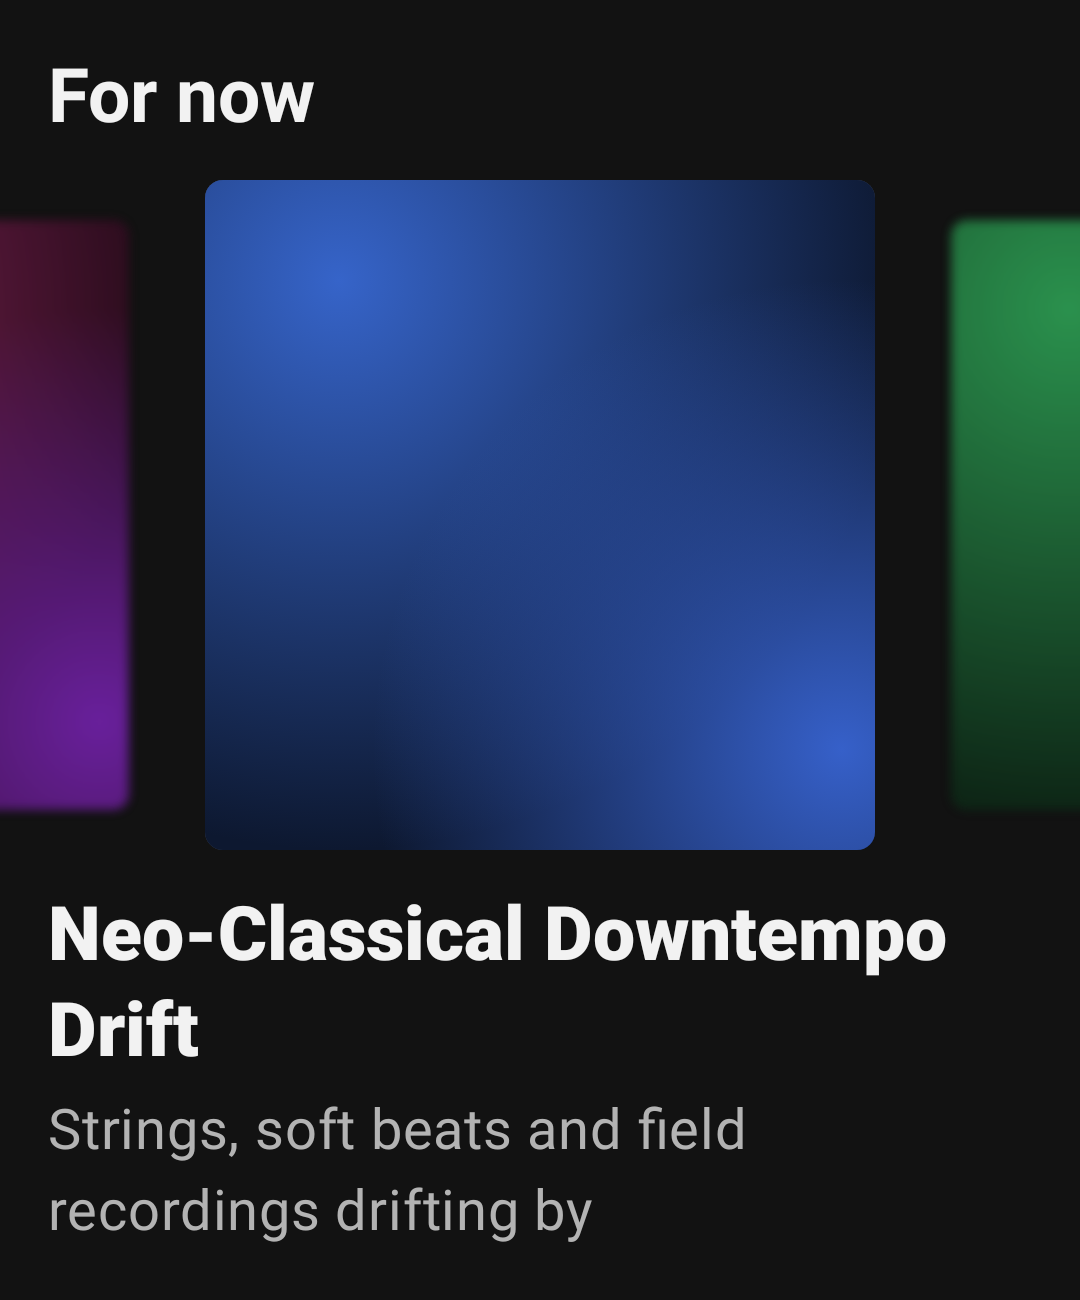 For now
Neo-Classical Downtempo
Drift
Strings, soft beats and field
recordings drifting by